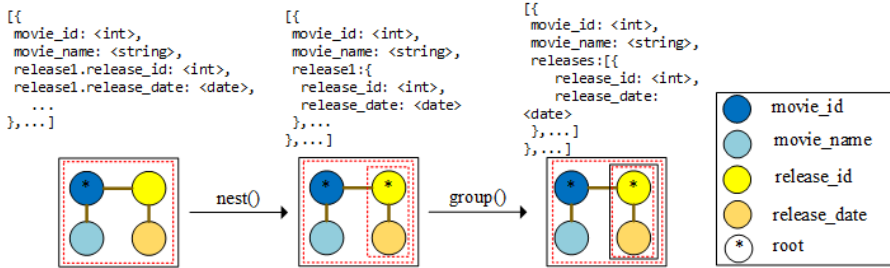 [{
movie_id: <int>,
movie_name: <string>,
release1.release_id: <int>,
release1.release_date: <date>,
...
},...]
[{
movie_id: <int>,
movie_name: <string>,
release1:{
release_id: <int>,
release_date: <date>
},...
},...]
[{
movie_id: <int>,
movie_name: <string>,
releases:[{
release_id: <int>,
release_date:
<date>
},...]
},...]
* nest() * * group() * *
movie_id
movie_name
release_id
release_date
* root